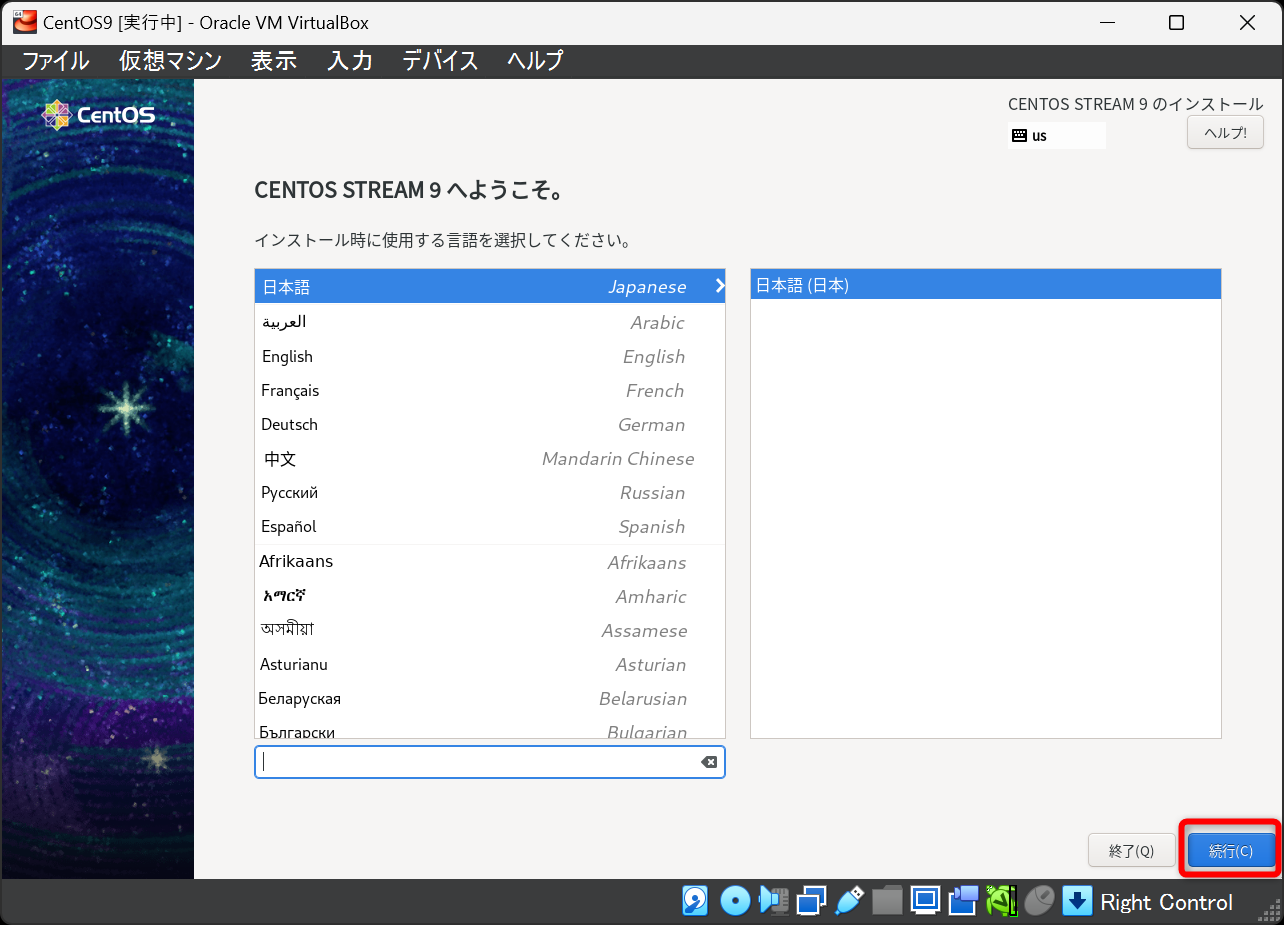 CentOS9 [実行中] - Oracle VM VirtualBox
ファイル 仮想マシン 表示 入力 デバイス ヘルプ
CentOS
CENTOS STREAM 9 のインストール
us
ヘルプ!
CENTOS STREAM 9 へようこそ。
インストール時に使用する言語を選択してください。
日本語 Japanese
日本語 (日本)
العربية Arabic
English English
Français French
Deutsch German
中文 Mandarin Chinese
Русский Russian
Español Spanish
Afrikaans Afrikaans
አማርኛ Amharic
অসমীয়া Assamese
Asturianu Asturian
Беларуская Belarusian
Български Bulgarian
終了(Q) 続行(C)
Right Control